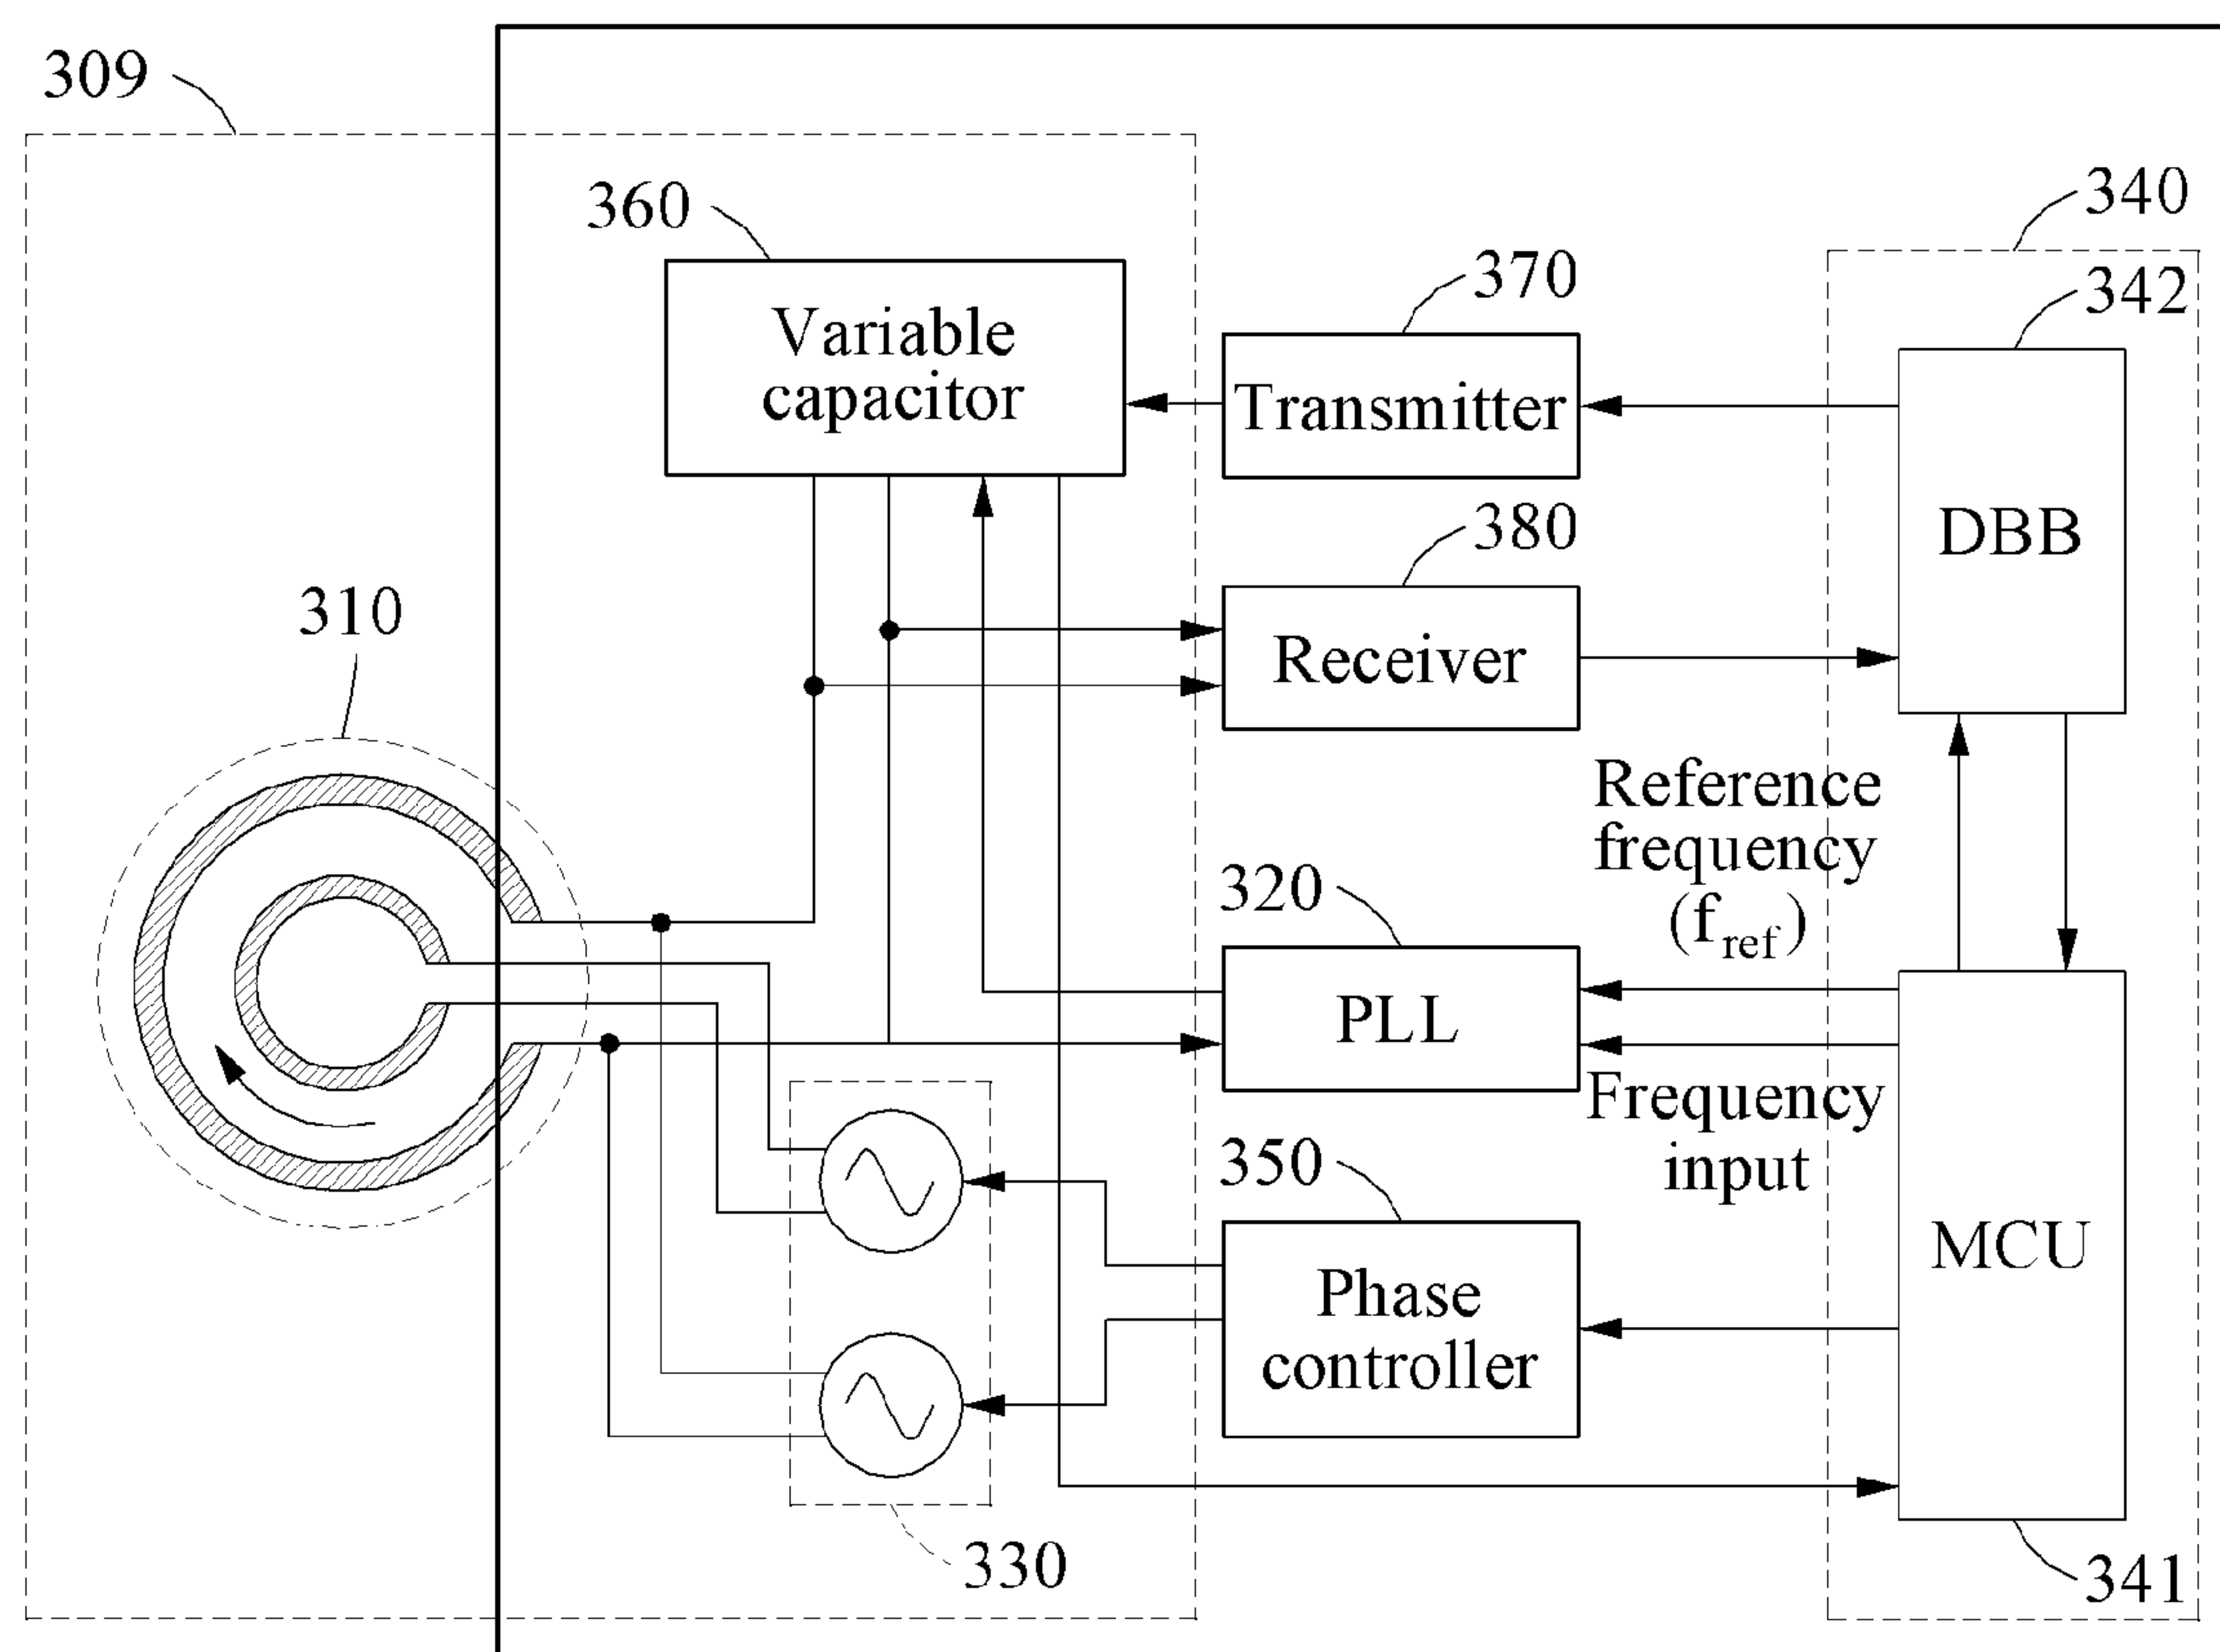 309
340
360
370
342
Variable
capacitor
Transmitter
DBB
380
310
Receiver
Reference
frequency
(f_ref)
320
PLL
Frequency
input
350
MCU
Phase
controller
330
341